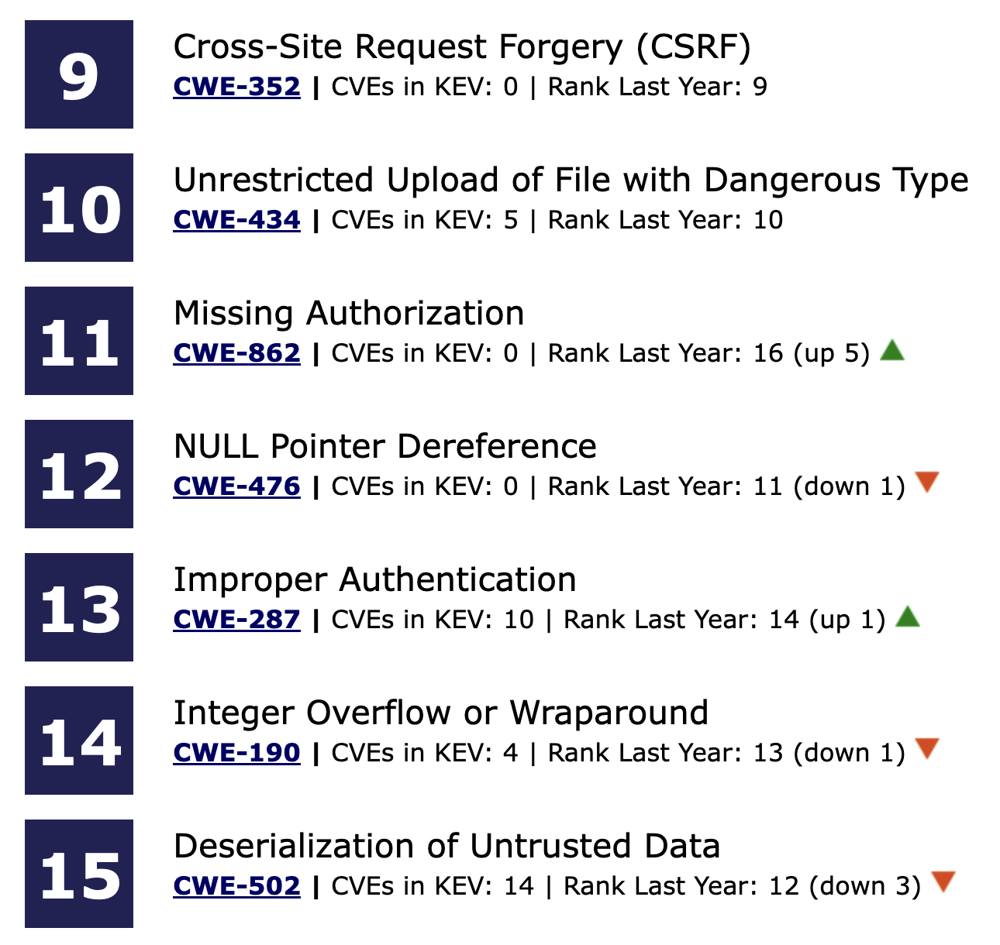 9
Cross-Site Request Forgery (CSRF)
CWE-352 | CVEs in KEV: 0 | Rank Last Year: 9
10
Unrestricted Upload of File with Dangerous Type
CWE-434 | CVEs in KEV: 5 | Rank Last Year: 10
11
Missing Authorization
CWE-862 | CVEs in KEV: 0 | Rank Last Year: 16 (up 5) ▲
12
NULL Pointer Dereference
CWE-476 | CVEs in KEV: 0 | Rank Last Year: 11 (down 1) ▼
13
Improper Authentication
CWE-287 | CVEs in KEV: 10 | Rank Last Year: 14 (up 1) ▲
14
Integer Overflow or Wraparound
CWE-190 | CVEs in KEV: 4 | Rank Last Year: 13 (down 1) ▼
15
Deserialization of Untrusted Data
CWE-502 | CVEs in KEV: 14 | Rank Last Year: 12 (down 3) ▼